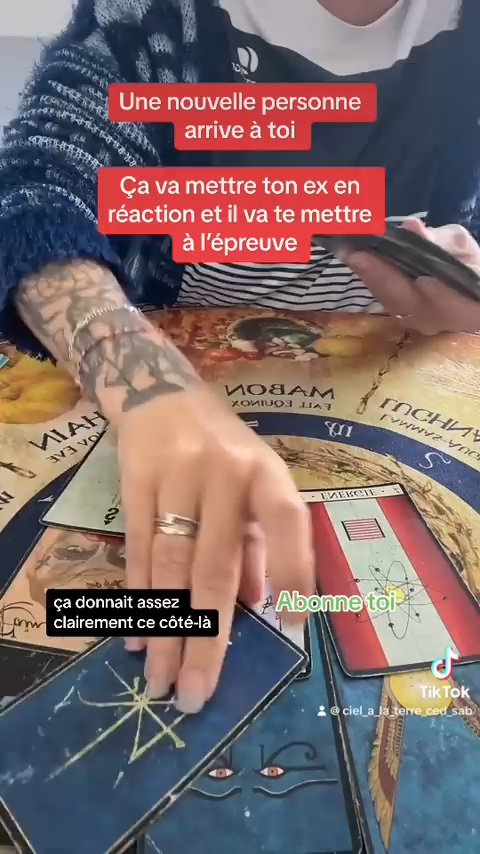 Une nouvelle personne
arrive à toi
Ça va mettre ton ex en
réaction et il va te mettre
à l'épreuve
MABON
FALL EQUINOX
ENERGIE
ça donnait assez
clairement ce côté-là
Abonne toi
TikTok
@ciel_a_la_terre_ced_sab